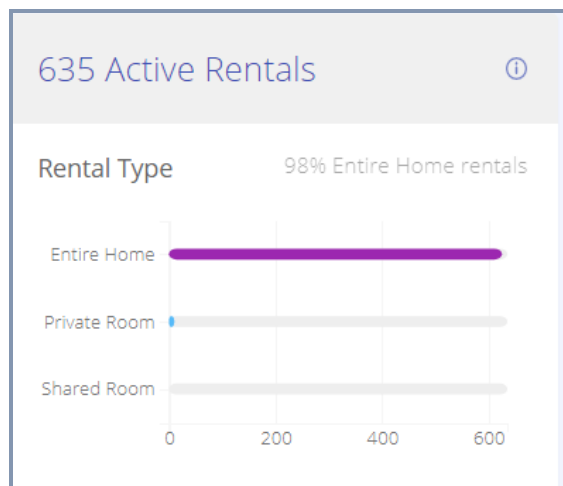 635 Active Rentals
Rental Type
98% Entire Home rentals
Entire Home
Private Room
Shared Room
0 200 400 600